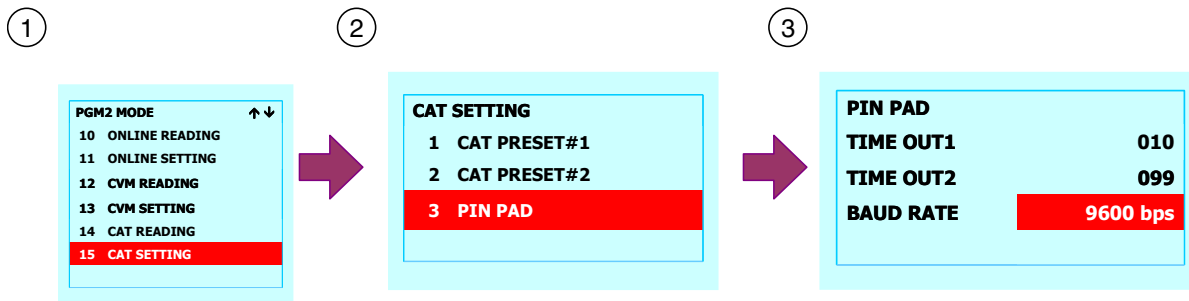 1
2
3
PGM2 MODE ↑↓
10 ONLINE READING
11 ONLINE SETTING
12 CVM READING
13 CVM SETTING
14 CAT READING
15 CAT SETTING
CAT SETTING
1 CAT PRESET#1
2 CAT PRESET#2
3 PIN PAD
PIN PAD
TIME OUT1 010
TIME OUT2 099
BAUD RATE 9600 bps